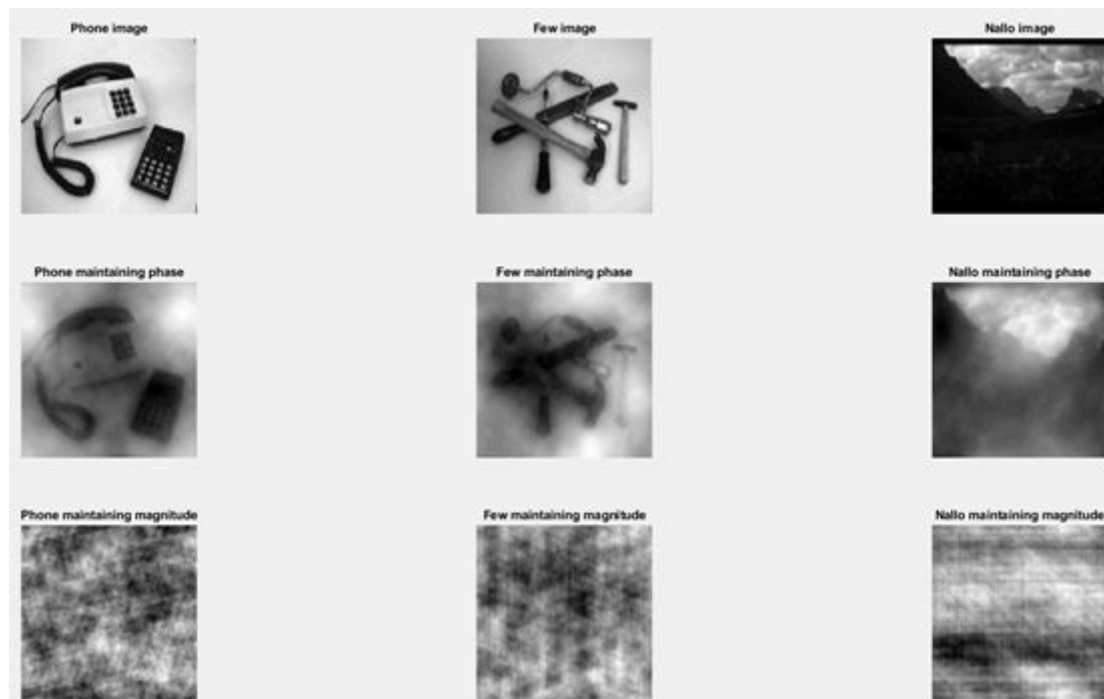 Phone image
Few image
Nallo image
Phone maintaining phase
Few maintaining phase
Nallo maintaining phase
Phone maintaining magnitude
Few maintaining magnitude
Nallo maintaining magnitude